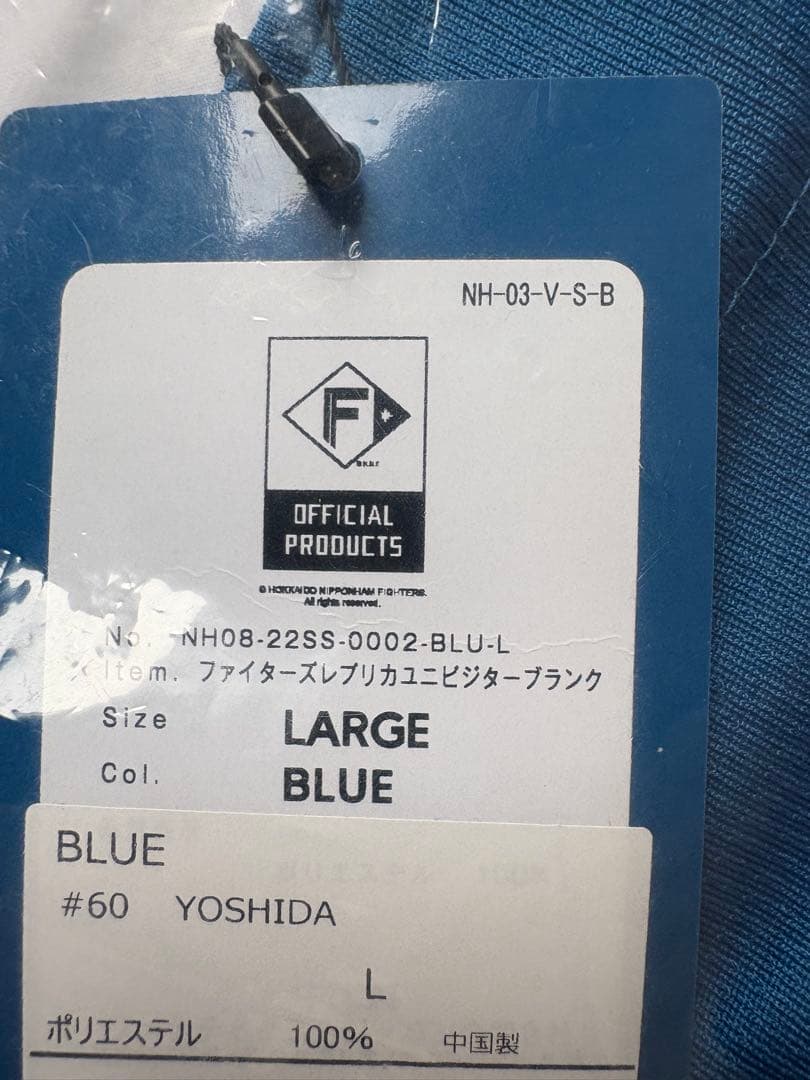 NH-03-V-S-B
F
OFFICIAL
PRODUCTS
© HOKKAIDO NIPPONHAM FIGHTERS.
All rights reserved.
No. NH08-22SS-0002-BLU-L
Item. ファイターズレプリカユニビジターブランク
Size LARGE
Col. BLUE
BLUE
#60 YOSHIDA
L
ポリエステル 100% 中国製